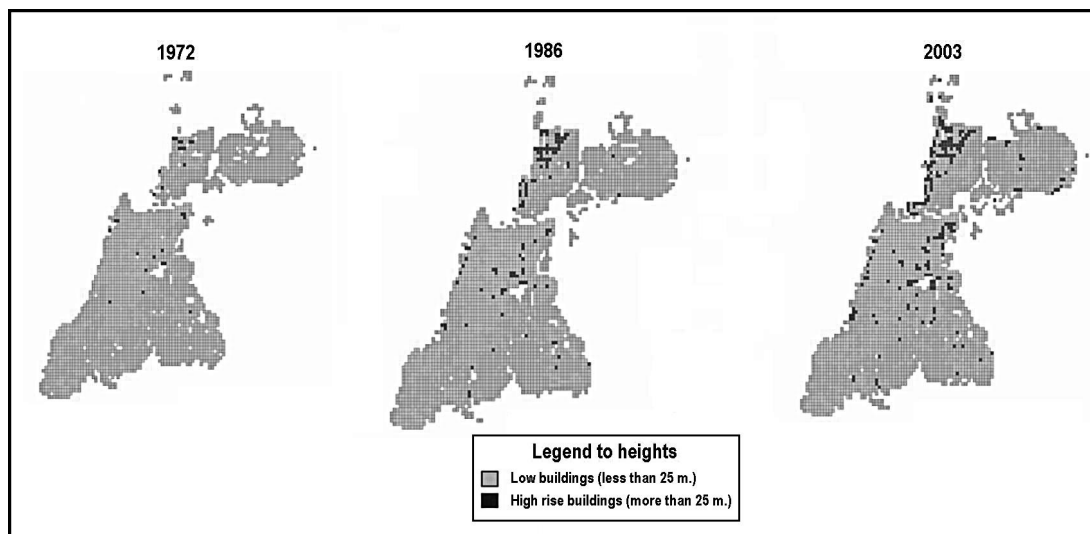 1972
1986
2003
Legend to heights
Low buildings (less than 25 m.)
High rise buildings (more than 25 m.)